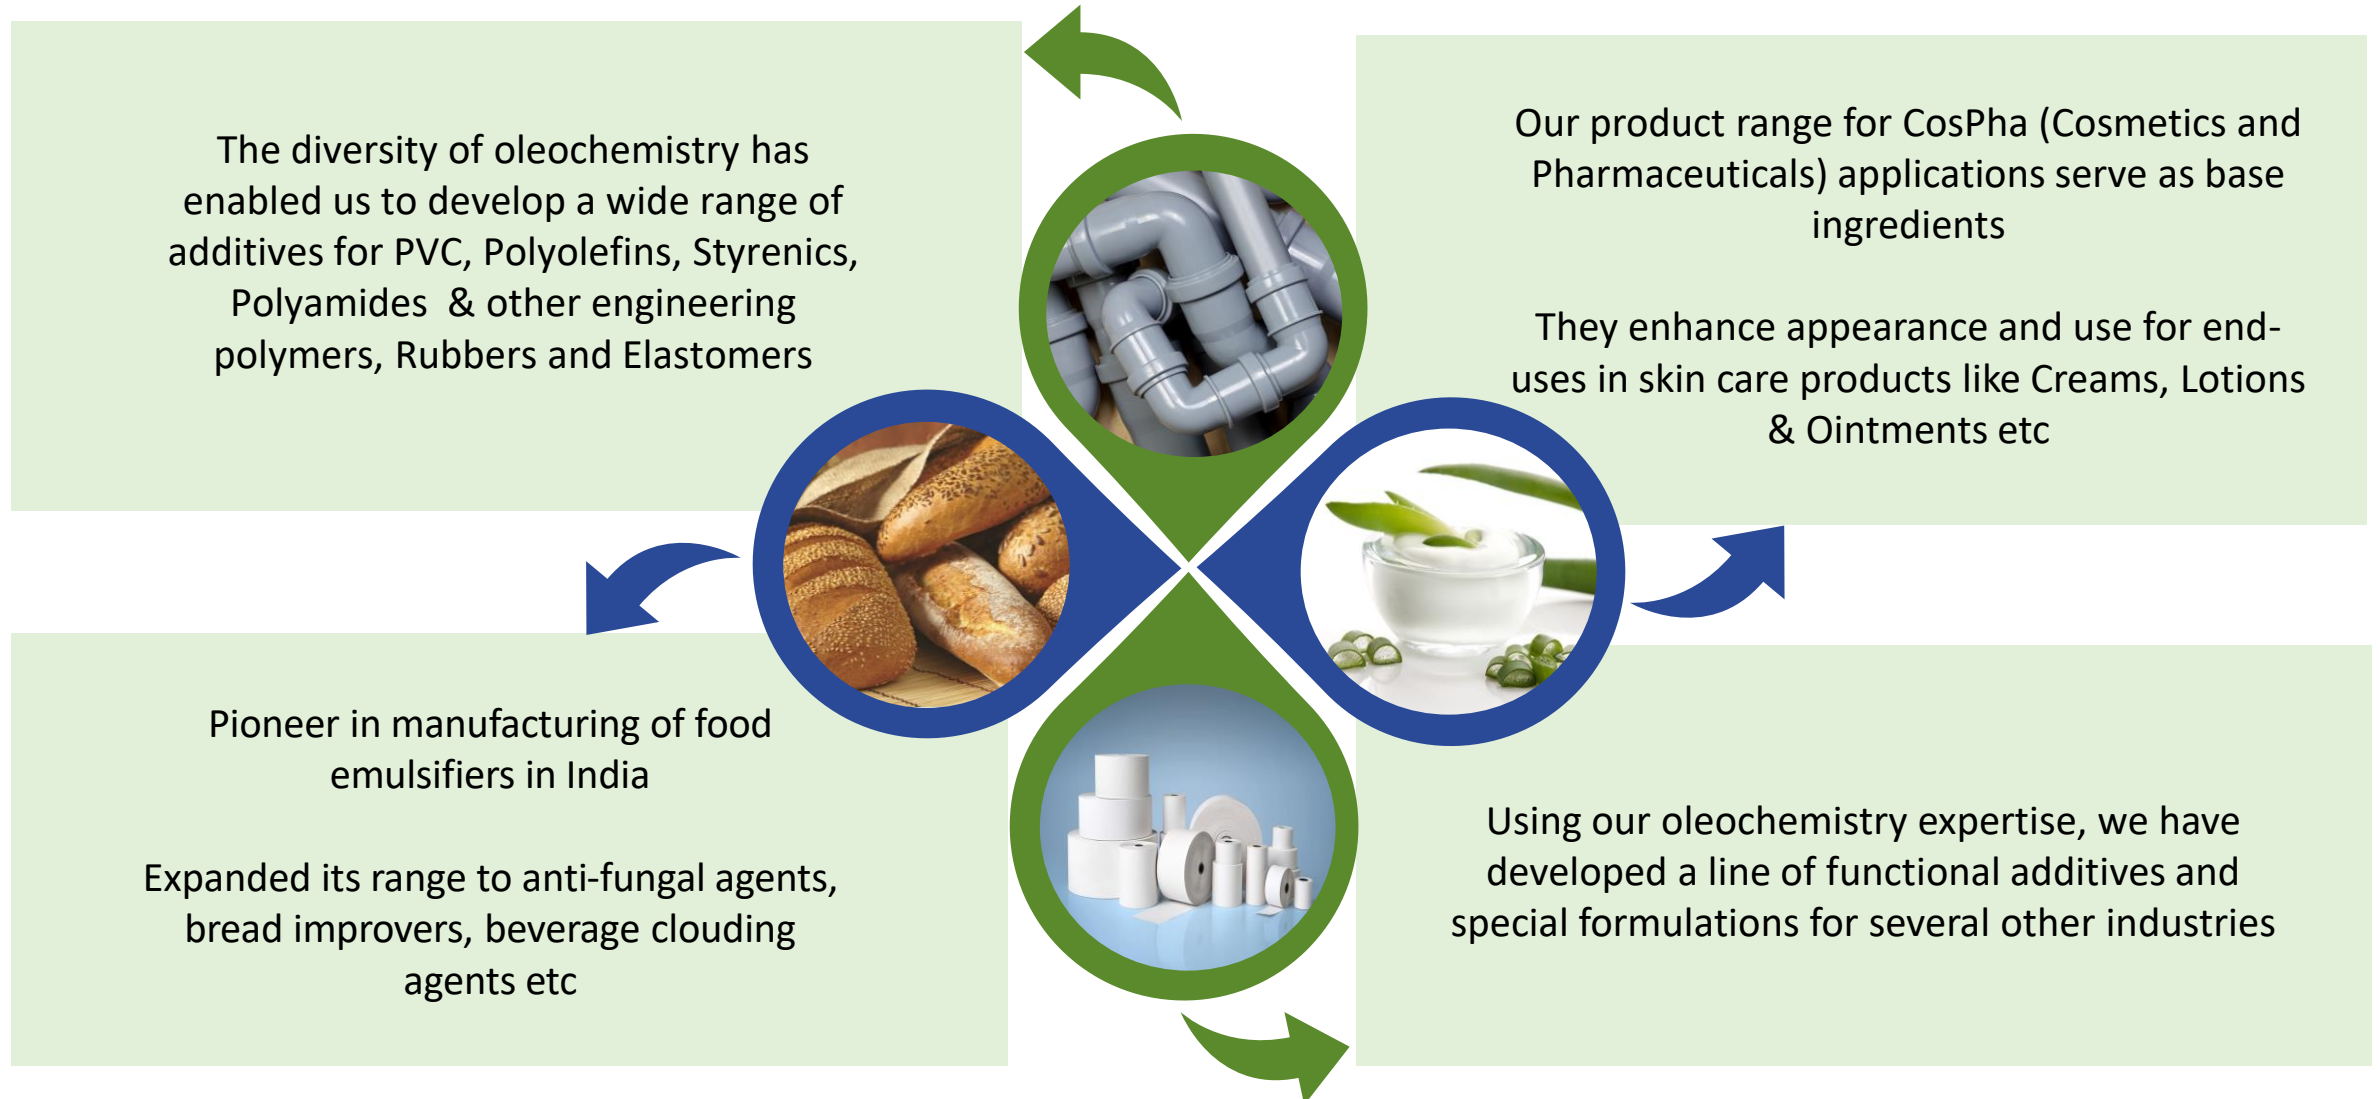 The diversity of oleochemistry has
enabled us to develop a wide range of
additives for PVC, Polyolefins, Styrenics,
Polyamides  & other engineering
polymers, Rubbers and Elastomers
Our product range for CosPha (Cosmetics and
Pharmaceuticals) applications serve as base
ingredients
They enhance appearance and use for end-
uses in skin care products like Creams, Lotions
& Ointments etc
Pioneer in manufacturing of food
emulsifiers in India
Expanded its range to anti-fungal agents,
bread improvers, beverage clouding
agents etc
Using our oleochemistry expertise, we have
developed a line of functional additives and
special formulations for several other industries